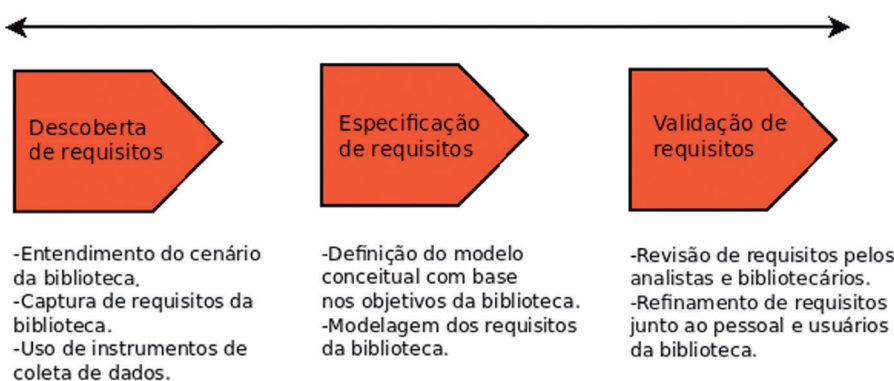 Descoberta
de requisitos
Especificação
de requisitos
Validação de
requisitos
-Entendimento do cenário
da biblioteca.
-Captura de requisitos da
biblioteca.
-Uso de instrumentos de
coleta de dados.
-Definição do modelo
conceitual com base
nos objetivos da biblioteca.
-Modelagem dos requisitos
da biblioteca.
-Revisão de requisitos pelos
analistas e bibliotecários.
-Refinamento de requisitos
junto ao pessoal e usuários
da biblioteca.